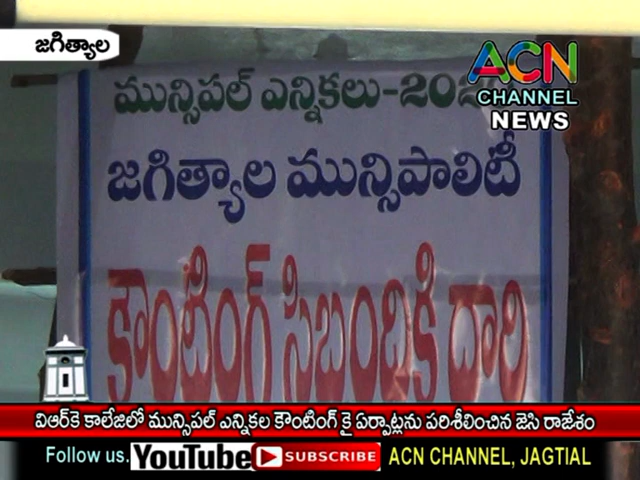 జగిత్యాల
ACN
CHANNEL
NEWS
మున్సిపల్ ఎన్నికలు-202
జగిత్యాల మున్సిపాలిటీ
కౌంటింగ్ సిబందికి దారి
విఆర్‌కె కాలేజిలో మున్సిపల్ ఎన్నికల కౌంటింగ్ కై ఏర్పాట్లను పరిశీలించిన జెసి రాజేశం
Follow us. YouTube SUBSCRIBE ACN CHANNEL, JAGTIAL